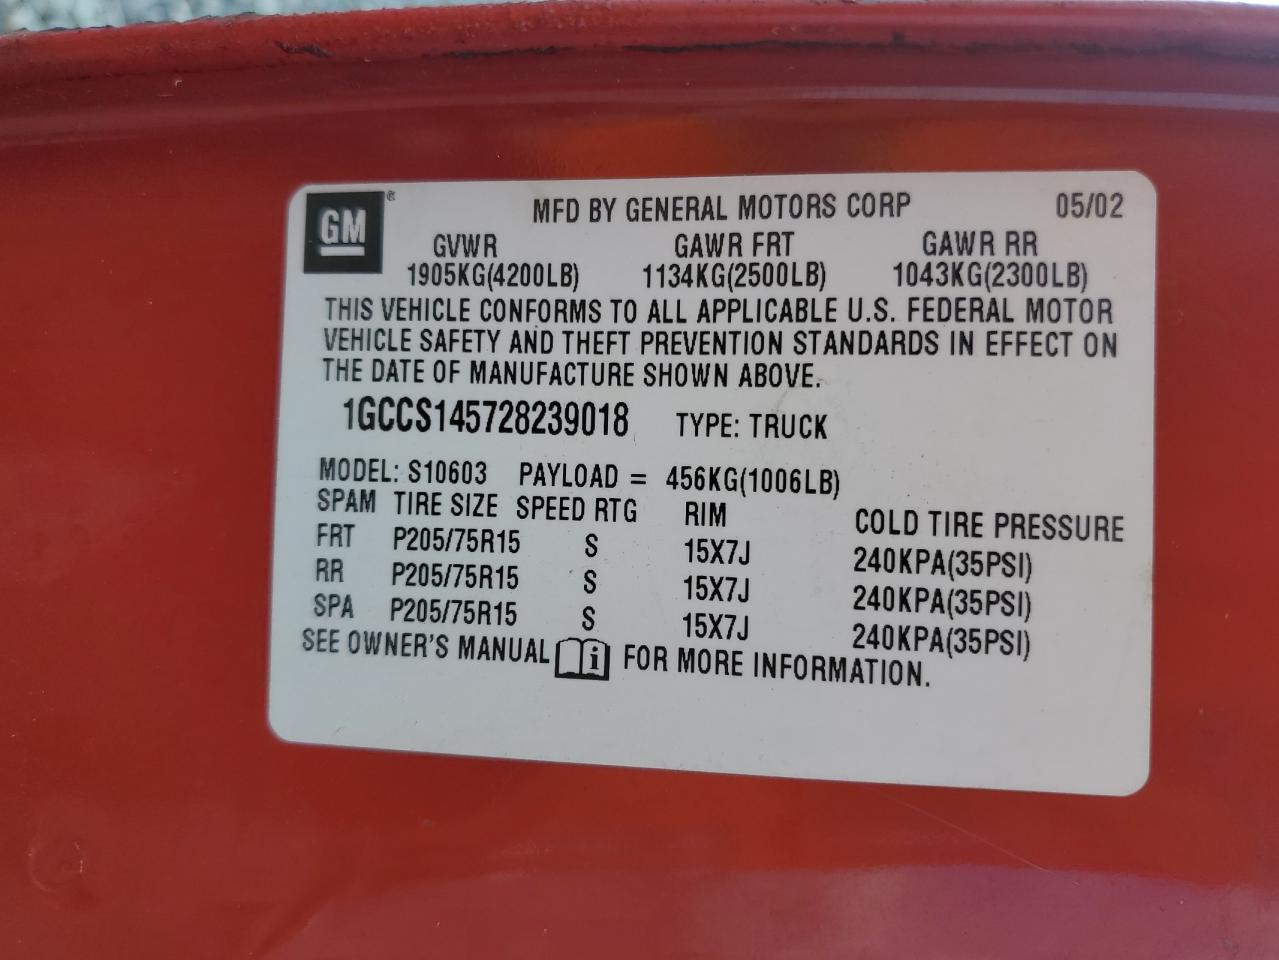 GM ® MFD BY GENERAL MOTORS CORP 05/02
GVWR GAWR FRT GAWR RR
1905KG(4200LB) 1134KG(2500LB) 1043KG(2300LB)
THIS VEHICLE CONFORMS TO ALL APPLICABLE U.S. FEDERAL MOTOR
VEHICLE SAFETY AND THEFT PREVENTION STANDARDS IN EFFECT ON
THE DATE OF MANUFACTURE SHOWN ABOVE.
1GCCS145728239018 TYPE: TRUCK
MODEL: S10603 PAYLOAD = 456KG(1006LB)
SPAM TIRE SIZE SPEED RTG RIM COLD TIRE PRESSURE
FRT P205/75R15 S 15X7J 240KPA(35PSI)
RR P205/75R15 S 15X7J 240KPA(35PSI)
SPA P205/75R15 S 15X7J 240KPA(35PSI)
SEE OWNER'S MANUAL i FOR MORE INFORMATION.